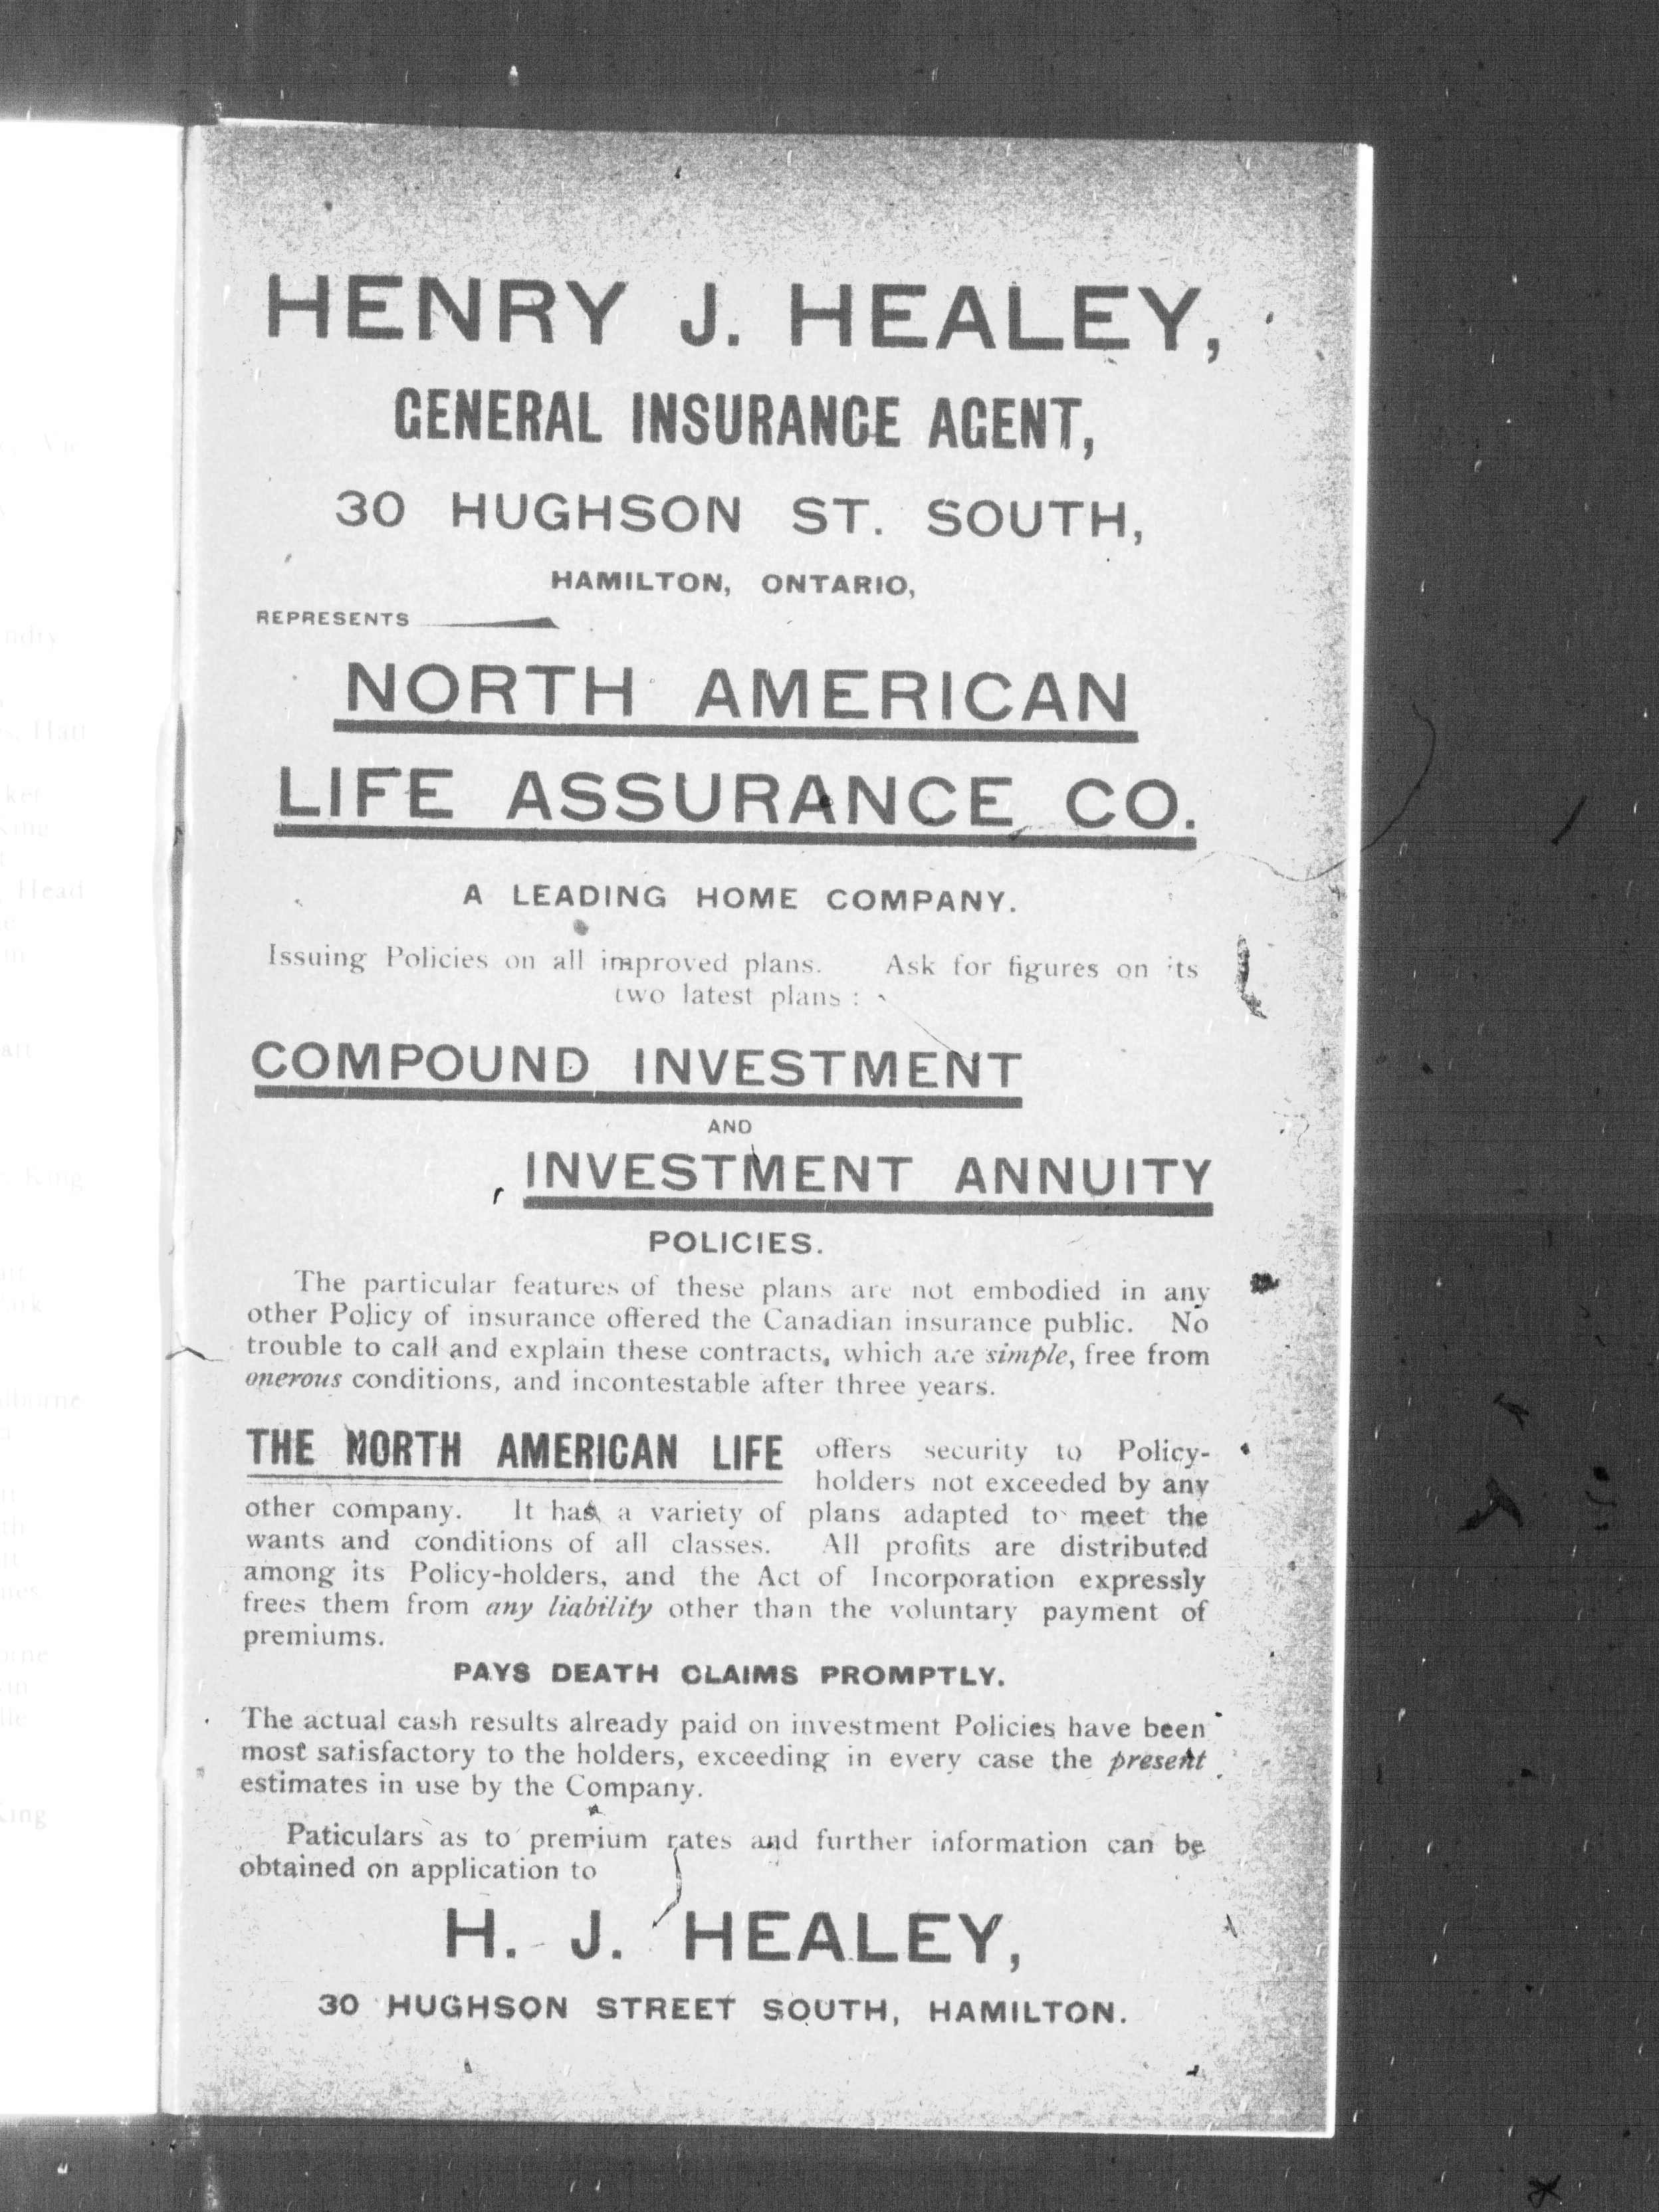 HENRY J. HEALEY,
GENERAL INSURANCE AGENT,
30 HUGHSON ST. SOUTH,
HAMILTON, ONTARIO,
REPRESENTS
NORTH AMERICAN
LIFE ASSURANCE CO.
A LEADING HOME COMPANY.
Issuing Policies on all improved plans. Ask for figures on its
two latest plans :
COMPOUND INVESTMENT
AND
INVESTMENT ANNUITY
POLICIES.
The particular features of these plans are not embodied in any
other Policy of insurance offered the Canadian insurance public. No
trouble to call and explain these contracts, which are simple, free from
onerous conditions, and incontestable after three years.
THE NORTH AMERICAN LIFE offers security to Policy-
holders not exceeded by any
other company. It has a variety of plans adapted to meet the
wants and conditions of all classes. All profits are distributed
among its Policy-holders, and the Act of Incorporation expressly
frees them from any liability other than the voluntary payment of
premiums.
PAYS DEATH CLAIMS PROMPTLY.
The actual cash results already paid on investment Policies have been
most satisfactory to the holders, exceeding in every case the present
estimates in use by the Company.
Paticulars as to premium rates and further information can be
obtained on application to
H. J. HEALEY,
30 HUGHSON STREET SOUTH, HAMILTON.